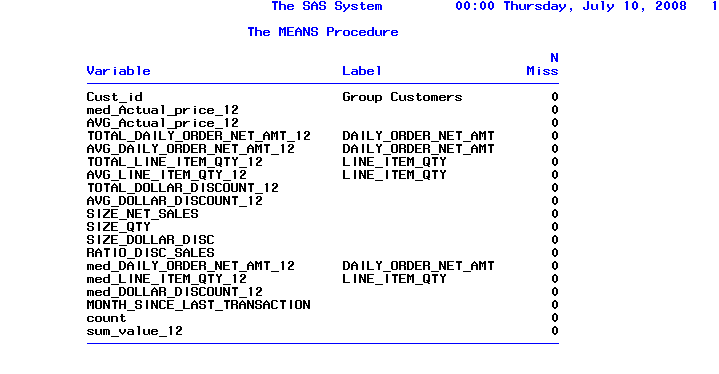 The SAS System 00:00 Thursday, July 10, 2008 1
The MEANS Procedure
N
Variable Label Miss
Cust_id Group Customers 0
med_Actual_price_12 0
AVG_Actual_price_12 0
TOTAL_DAILY_ORDER_NET_AMT_12 DAILY_ORDER_NET_AMT 0
AVG_DAILY_ORDER_NET_AMT_12 DAILY_ORDER_NET_AMT 0
TOTAL_LINE_ITEM_QTY_12 LINE_ITEM_QTY 0
AVG_LINE_ITEM_QTY_12 LINE_ITEM_QTY 0
TOTAL_DOLLAR_DISCOUNT_12 0
AVG_DOLLAR_DISCOUNT_12 0
SIZE_NET_SALES 0
SIZE_QTY 0
SIZE_DOLLAR_DISC 0
RATIO_DISC_SALES 0
med_DAILY_ORDER_NET_AMT_12 DAILY_ORDER_NET_AMT 0
med_LINE_ITEM_QTY_12 LINE_ITEM_QTY 0
med_DOLLAR_DISCOUNT_12 0
MONTH_SINCE_LAST_TRANSACTION 0
count 0
sum_value_12 0